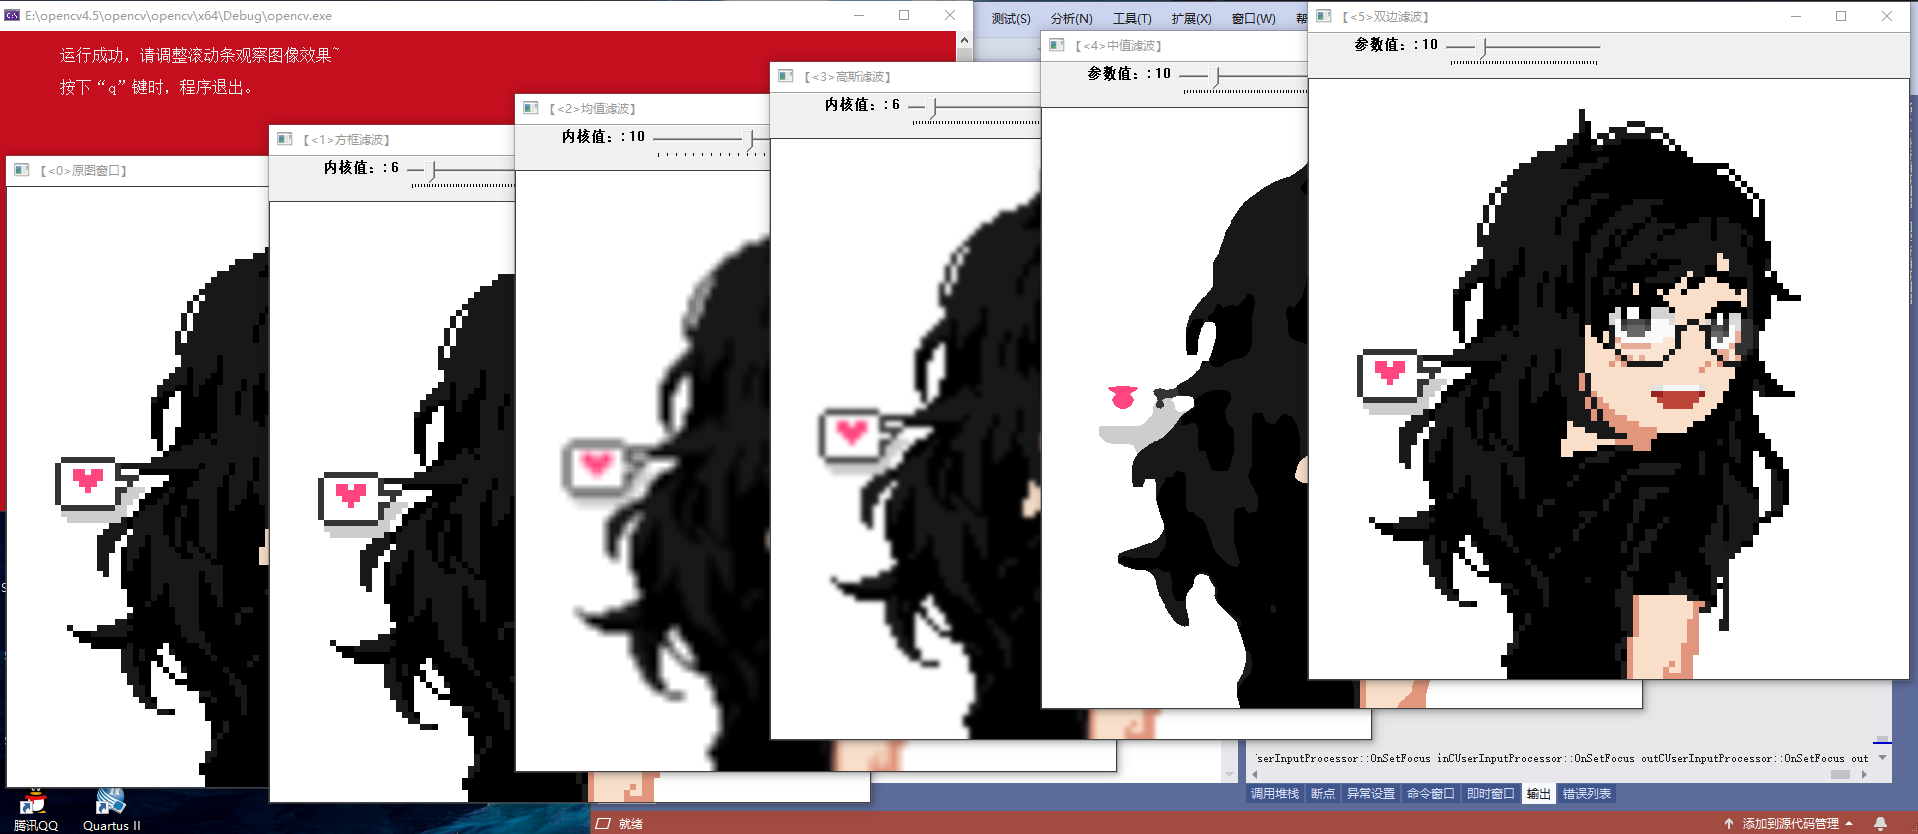 E:\opencv4.5\opencv\opencv\x64\Debug\opencv.exe
运行成功，请调整滚动条观察图像效果~
按下“q”键时，程序退出。
测试(S) 分析(N) 工具(T) 扩展(X) 窗口(W) 帮
【<0>原图窗口】
【<1>方框滤波】
内核值：: 6
【<2>均值滤波】
内核值：: 10
【<3>高斯滤波】
内核值：: 6
【<4>中值滤波】
参数值：: 10
【<5>双边滤波】
参数值：: 10
serInputProcessor::OnSetFocus inCUserInputProcessor::OnSetFocus outCUserInputProcessor::OnSetFocus out
调用堆栈 断点 异常设置 命令窗口 即时窗口 输出 错误列表
就绪
添加到源代码管理
腾讯QQ
Quartus II